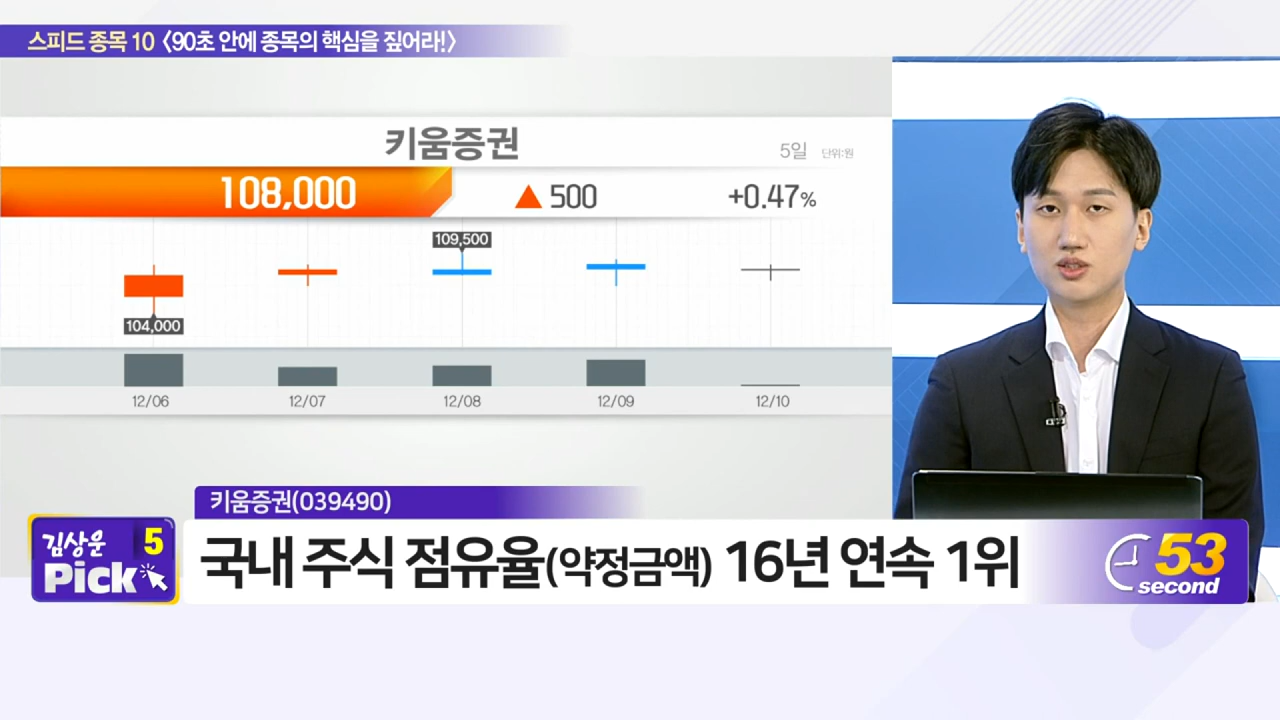 스피드 종목 10 〈90초 안에 종목의 핵심을 짚어라!〉
키움증권
5일 단위:원
108,000 ▲ 500 +0.47%
109,500
104,000
12/06 12/07 12/08 12/09 12/10
키움증권(039490)
김상운 5
Pick
국내 주식 점유율(약정금액) 16년 연속 1위
53
second